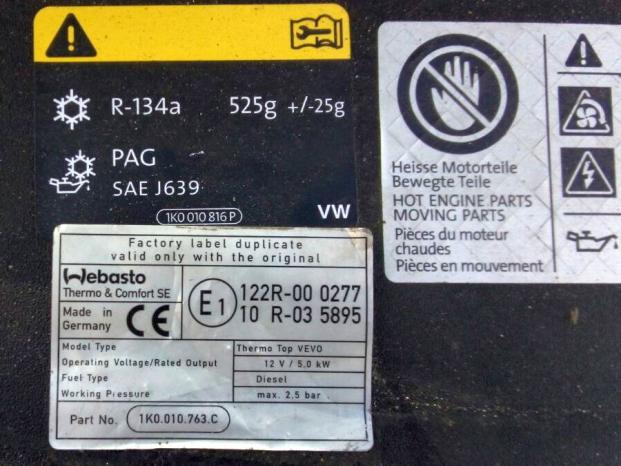 R-134a 525g +/-25g
PAG
SAE J639
1K0 010 816 P
VW
Heisse Motorteile
Bewegte Teile
HOT ENGINE PARTS
MOVING PARTS
Pièces du moteur
chaudes
Pièces en mouvement
Factory label duplicate
valid only with the original
Webasto
Thermo & Comfort SE
Made in
Germany
CE
E1
122R-00 0277
10 R-03 5895
Model Type Thermo Top VEVO
Operating Voltage/Rated Output 12 V / 5,0 kW
Fuel Type Diesel
Working Pressure max. 2,5 bar
Part No. 1K0.010.763.C